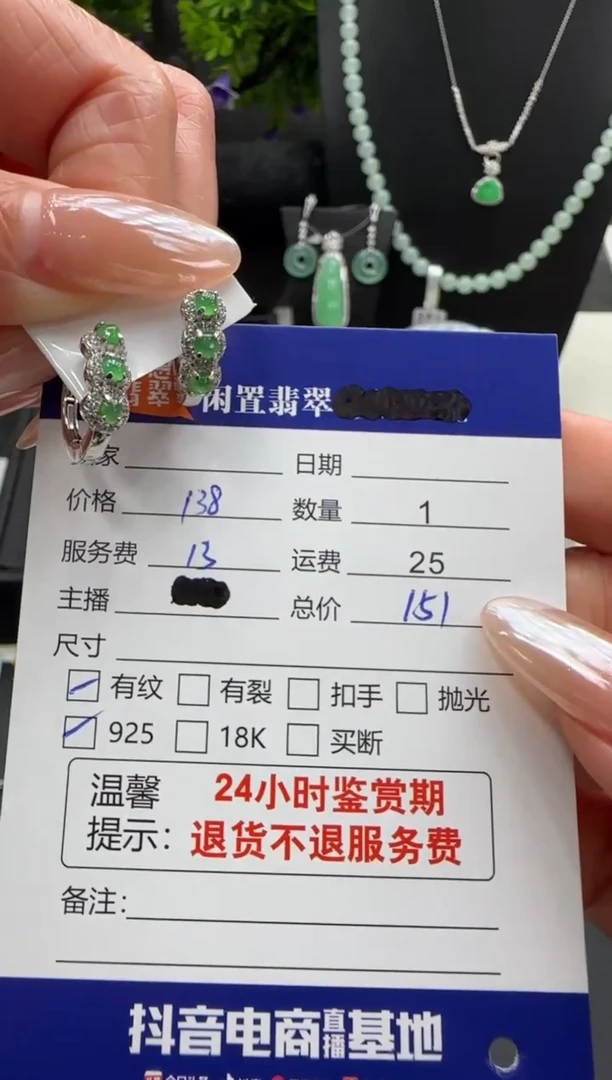 闲置翡翠
家 日期
价格 138 数量 1
服务费 13 运费 25
主播 总价 151
尺寸
有纹 有裂 扣手 抛光
925 18K 买断
温馨提示：
24小时鉴赏期
退货不退服务费
备注：
抖音电商直播基地